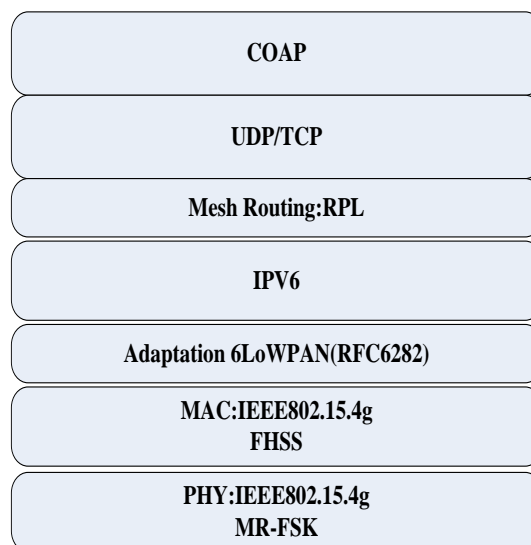 COAP
UDP/TCP
Mesh Routing:RPL
IPV6
Adaptation 6LoWPAN(RFC6282)
MAC:IEEE802.15.4g
FHSS
PHY:IEEE802.15.4g
MR-FSK